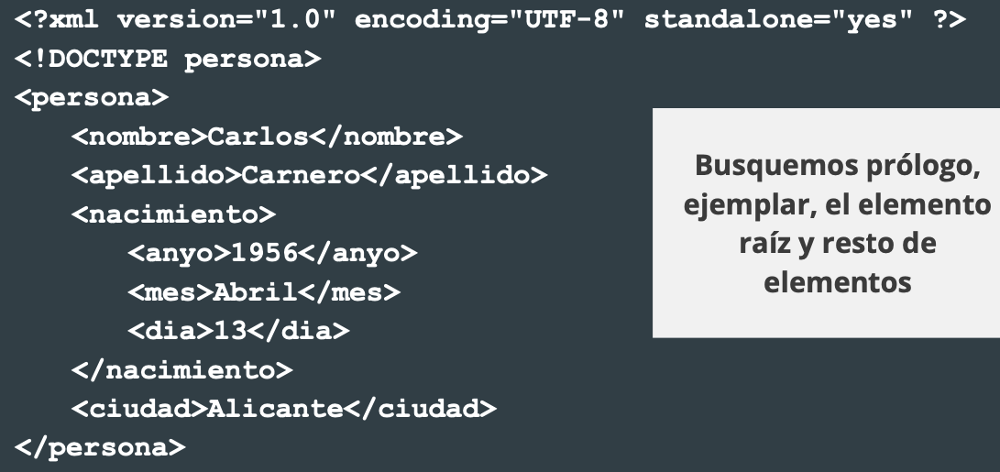 <?xml version="1.0" encoding="UTF-8" standalone="yes" ?>
<!DOCTYPE persona>
<persona>
<nombre>Carlos</nombre>
<apellido>Carnero</apellido>
<nacimiento>
<anyo>1956</anyo>
<mes>Abril</mes>
<dia>13</dia>
</nacimiento>
<ciudad>Alicante</ciudad>
</persona>
Busquemos prólogo,
ejemplar, el elemento
raíz y resto de
elementos